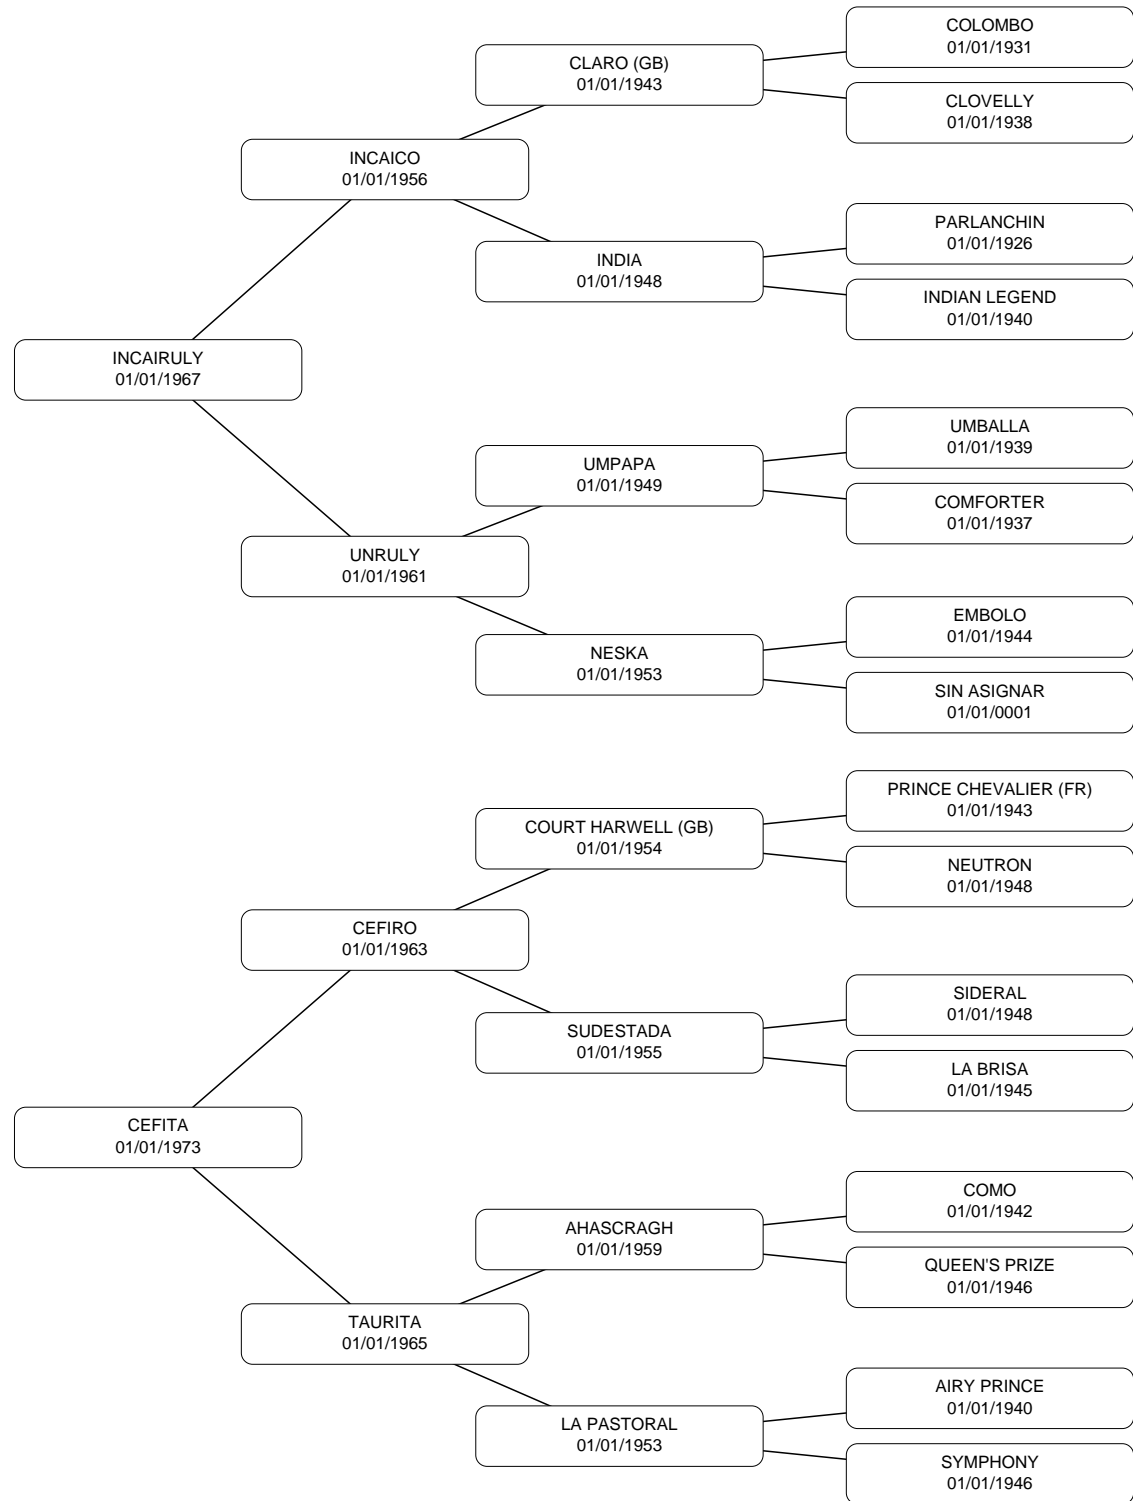 COLOMBO
01/01/1931
CLARO (GB)
01/01/1943
CLOVELLY
01/01/1938
INCAICO
01/01/1956
PARLANCHIN
01/01/1926
INDIA
01/01/1948
INDIAN LEGEND
01/01/1940
INCAIRULY
01/01/1967
UMBALLA
01/01/1939
UMPAPA
01/01/1949
COMFORTER
01/01/1937
UNRULY
01/01/1961
EMBOLO
01/01/1944
NESKA
01/01/1953
SIN ASIGNAR
01/01/0001
PRINCE CHEVALIER (FR)
01/01/1943
COURT HARWELL (GB)
01/01/1954
NEUTRON
01/01/1948
CEFIRO
01/01/1963
SIDERAL
01/01/1948
SUDESTADA
01/01/1955
LA BRISA
01/01/1945
CEFITA
01/01/1973
COMO
01/01/1942
AHASCRAGH
01/01/1959
QUEEN'S PRIZE
01/01/1946
TAURITA
01/01/1965
AIRY PRINCE
01/01/1940
LA PASTORAL
01/01/1953
SYMPHONY
01/01/1946